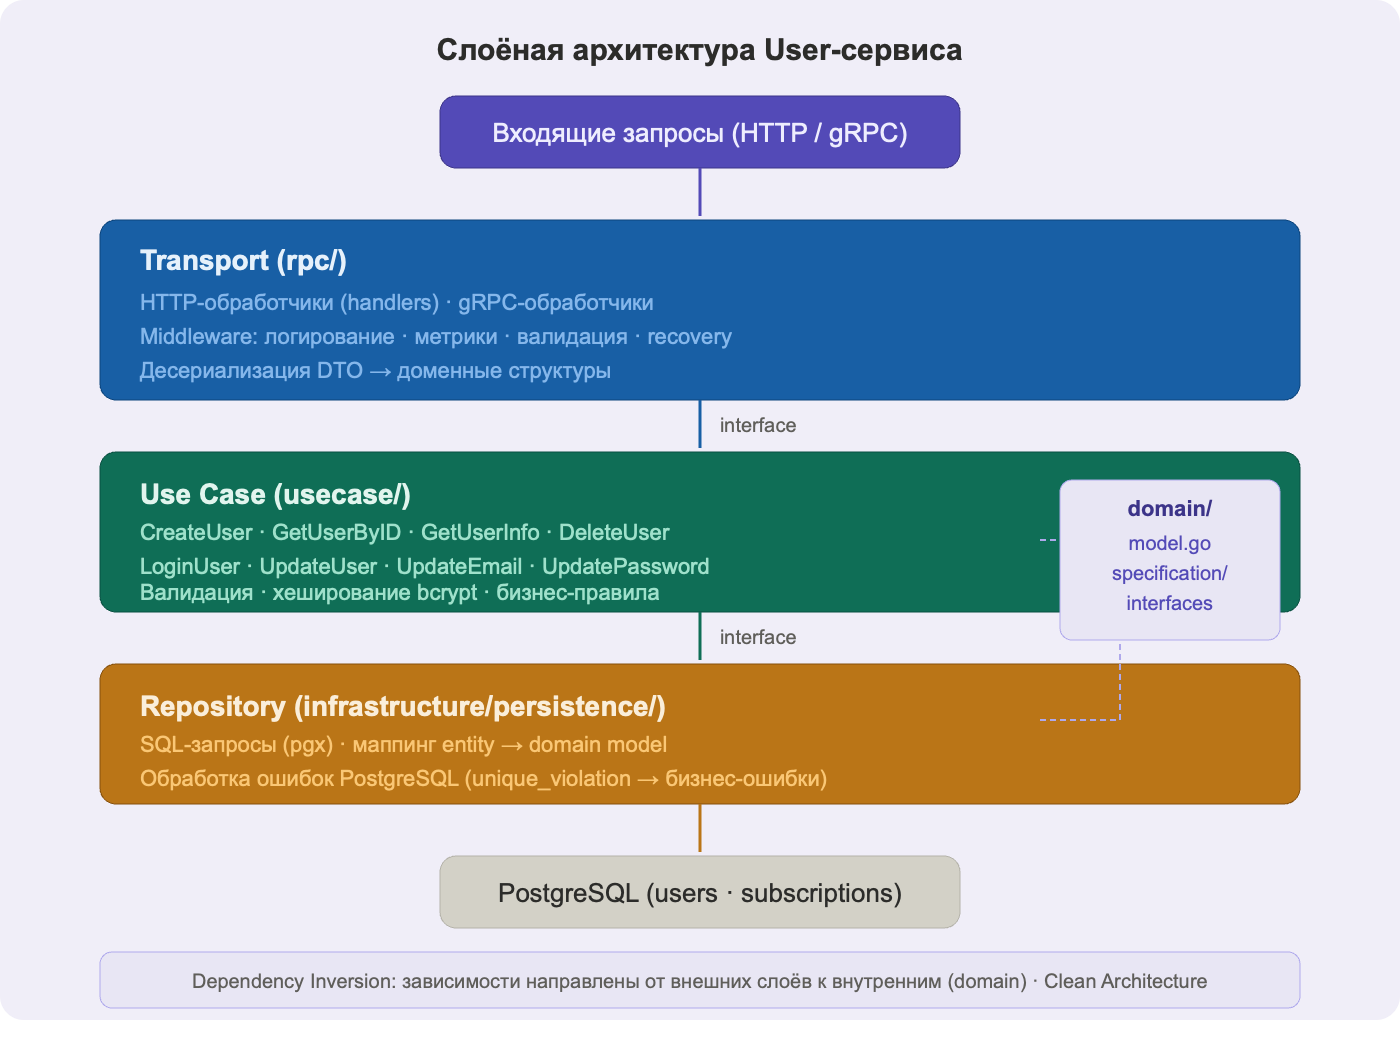 Слоёная архитектура User-сервиса
Входящие запросы (HTTP / gRPC)
Transport (rpc/)
HTTP-обработчики (handlers) · gRPC-обработчики
Middleware: логирование · метрики · валидация · recovery
Десериализация DTO → доменные структуры
interface
Use Case (usecase/)
CreateUser · GetUserByID · GetUserInfo · DeleteUser
LoginUser · UpdateUser · UpdateEmail · UpdatePassword
Валидация · хеширование bcrypt · бизнес-правила
domain/
model.go
specification/
interfaces
interface
Repository (infrastructure/persistence/)
SQL-запросы (pgx) · маппинг entity → domain model
Обработка ошибок PostgreSQL (unique_violation → бизнес-ошибки)
PostgreSQL (users · subscriptions)
Dependency Inversion: зависимости направлены от внешних слоёв к внутренним (domain) · Clean Architecture